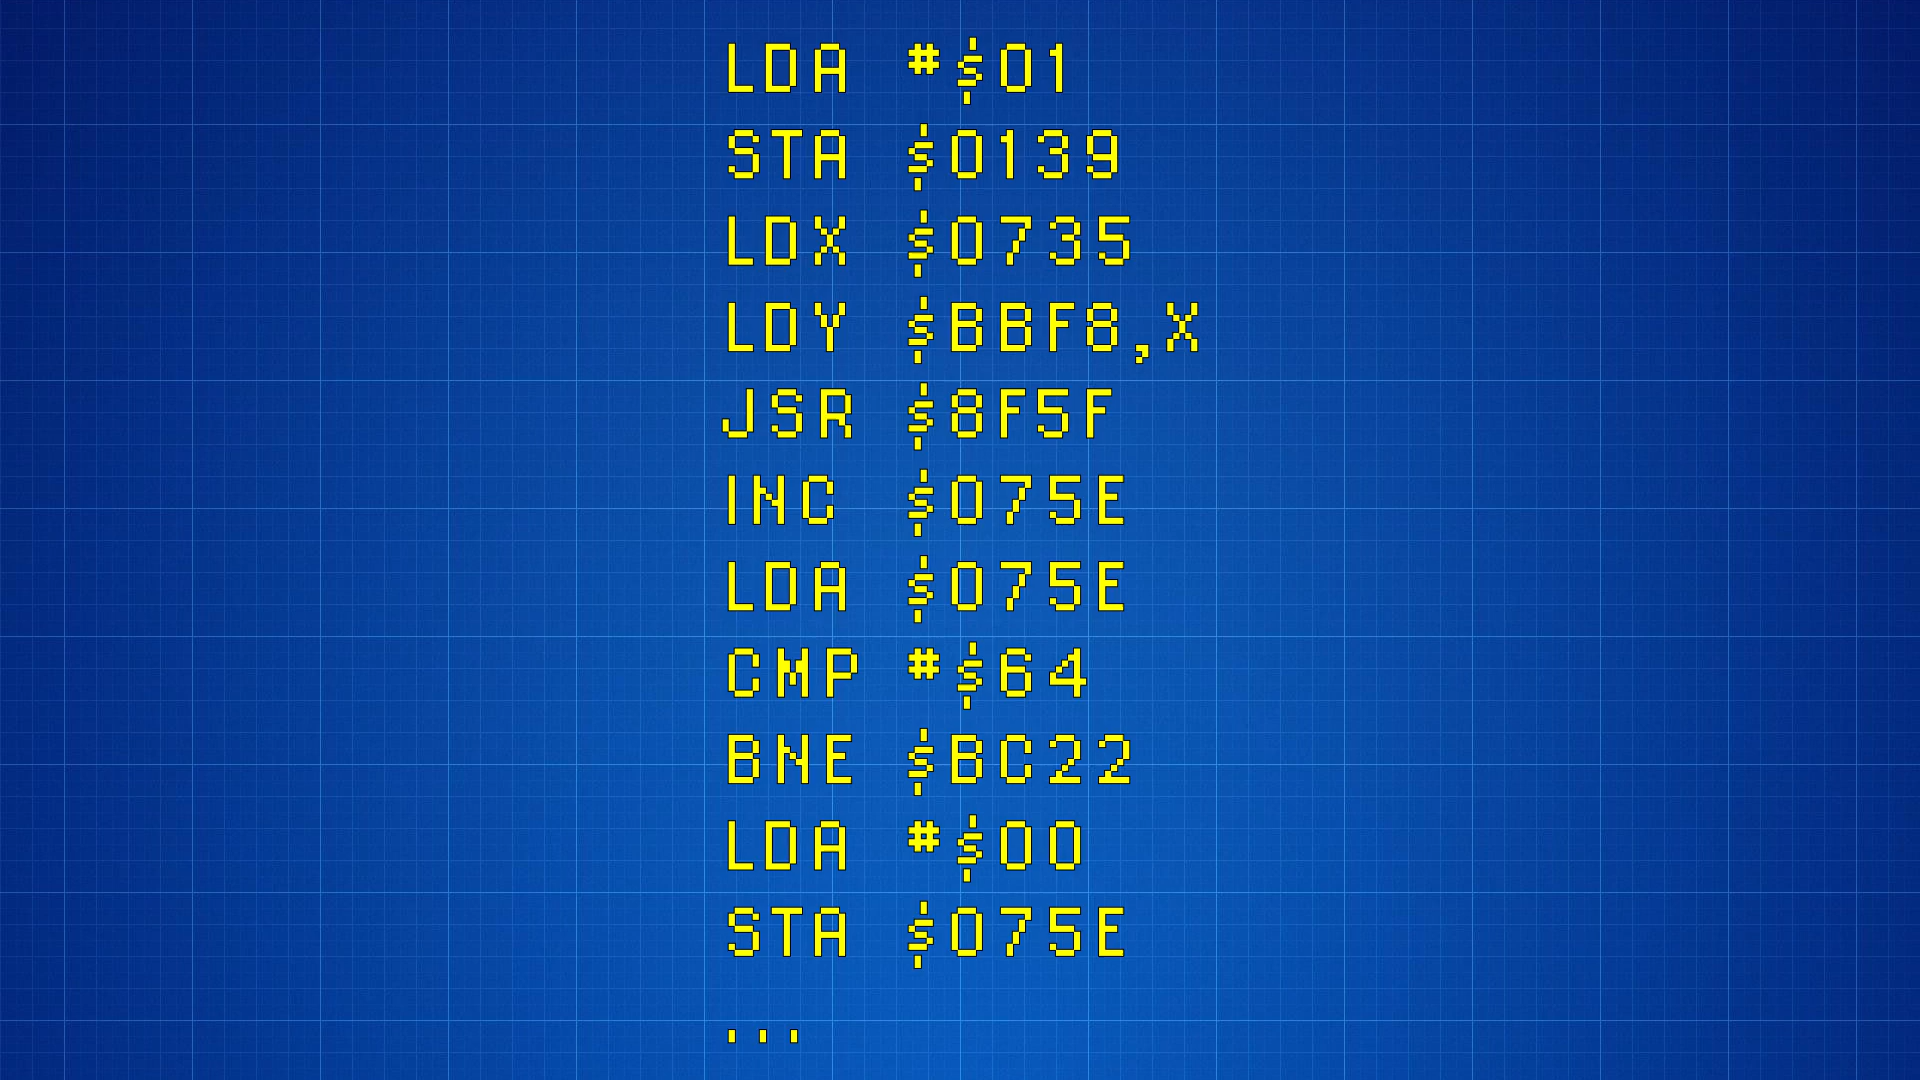 LDA #$01
STA $0139
LDX $0735
LDY $BBF8,X
JSR $8F5F
INC $075E
LDA $075E
CMP #$64
BNE $BC22
LDA #$00
STA $075E
...